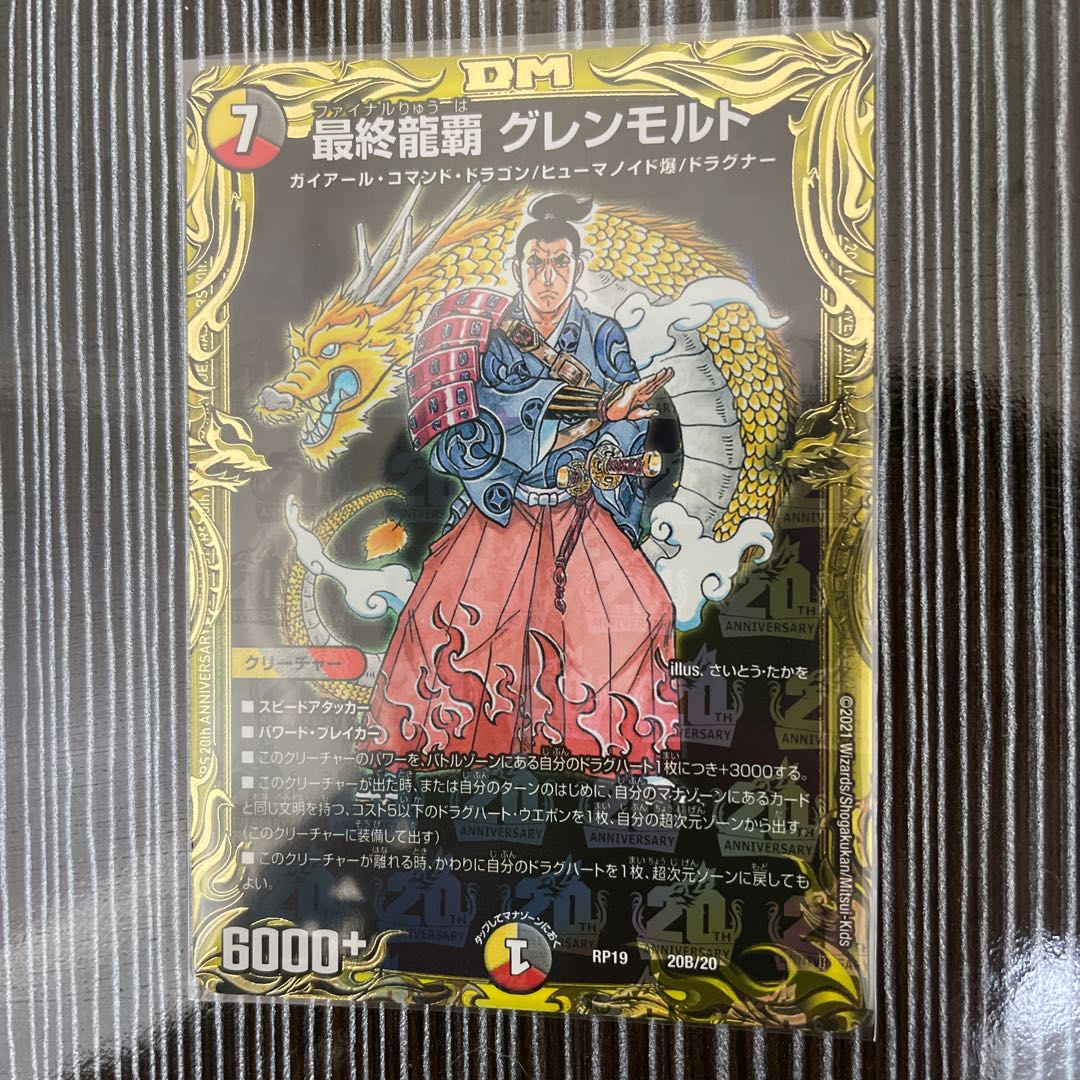 DM
7
ファイナルりゅうは
最終龍覇 グレンモルト
ガイアール・コマンド・ドラゴン/ヒューマノイド爆/ドラグナー
クリーチャー
illus. さいとう・たかを
■ スピードアタッカー
■ パワード・ブレイカー
■ このクリーチャーのパワーを、バトルゾーンにある自分のドラグハート1枚につき+3000する。
■ このクリーチャーが出た時、または自分のターンのはじめに、自分のマナゾーンにあるカード
と同じ文明を持つ、コスト5以下のドラグハート・ウエポンを1枚、自分の超次元ゾーンから出す
(このクリーチャーに装備して出す)
■ このクリーチャーが離れる時、かわりに自分のドラグハートを1枚、超次元ゾーンに戻しても
よい。
6000+
タップしてマナゾーンにおく
1
RP19 20B/20
©2021 Wizards/Shogakukan/Mitsui-Kids
20TH
ANNIVERSARY
20th ANNIVERSARY